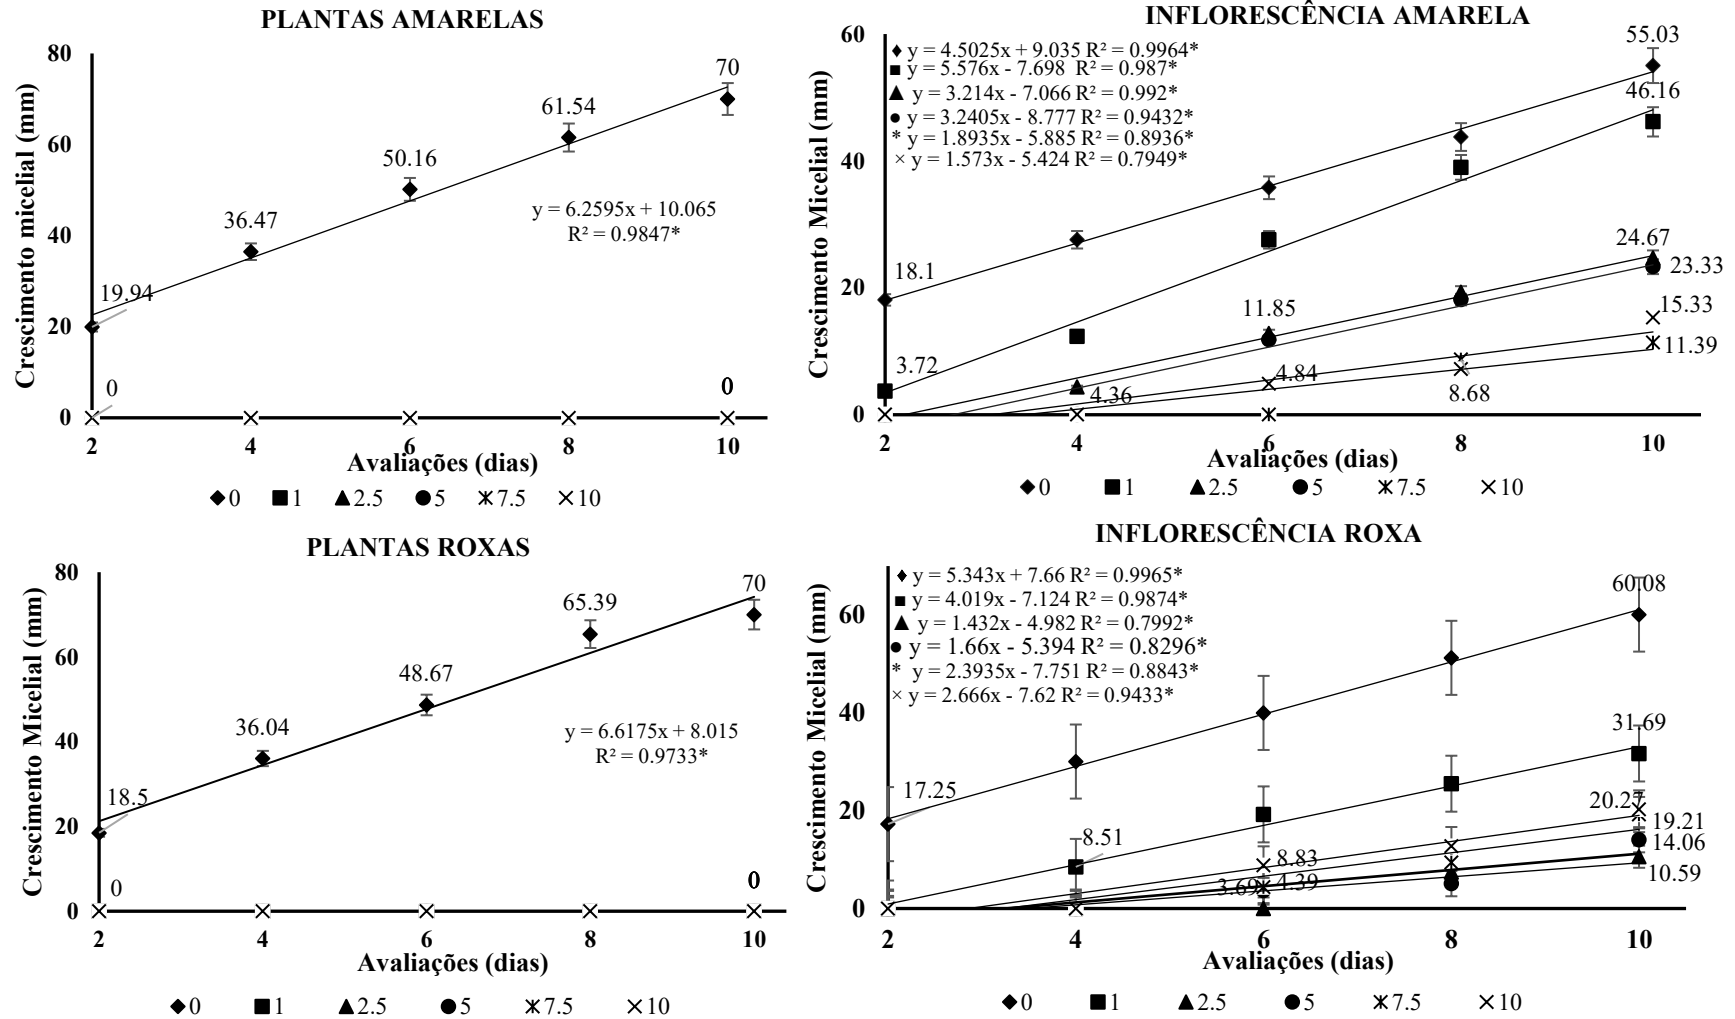 PLANTAS AMARELAS
Crescimento micelial (mm)
80
60
40
20
0
19.94
36.47
50.16
61.54
70
0
0
y = 6.2595x + 10.065
R² = 0.9847*
2 4 6 8 10
Avaliações (dias)
0 1 2.5 5 7.5 10
INFLORESCÊNCIA AMARELA
Crescimento Micelial (mm)
60
40
20
0
y = 4.5025x + 9.035 R² = 0.9964*
y = 5.576x - 7.698 R² = 0.987*
y = 3.214x - 7.066 R² = 0.992*
y = 3.2405x - 8.777 R² = 0.9432*
* y = 1.8935x - 5.885 R² = 0.8936*
× y = 1.573x - 5.424 R² = 0.7949*
55.03
46.16
18.1
24.67
23.33
11.85
15.33
11.39
3.72
4.84
4.36
8.68
2 4 6 8 10
Avaliações (dias)
0 1 2.5 5 7.5 10
PLANTAS ROXAS
Crescimento Micelial (mm)
80
60
40
20
0
18.5
36.04
48.67
65.39
70
0
0
y = 6.6175x + 8.015
R² = 0.9733*
2 4 6 8 10
Avaliações (dias)
0 1 2.5 5 7.5 10
INFLORESCÊNCIA ROXA
Crescimento Micelial (mm)
60
40
20
0
y = 5.343x + 7.66 R² = 0.9965*
y = 4.019x - 7.124 R² = 0.9874*
y = 1.432x - 4.982 R² = 0.7992*
y = 1.66x - 5.394 R² = 0.8296*
* y = 2.3935x - 7.751 R² = 0.8843*
× y = 2.666x - 7.62 R² = 0.9433*
60.08
31.69
17.25
20.27
19.21
14.06
10.59
8.51
8.83
3.69
4.39
2 4 6 8 10
Avaliações (dias)
0 1 2.5 5 7.5 10